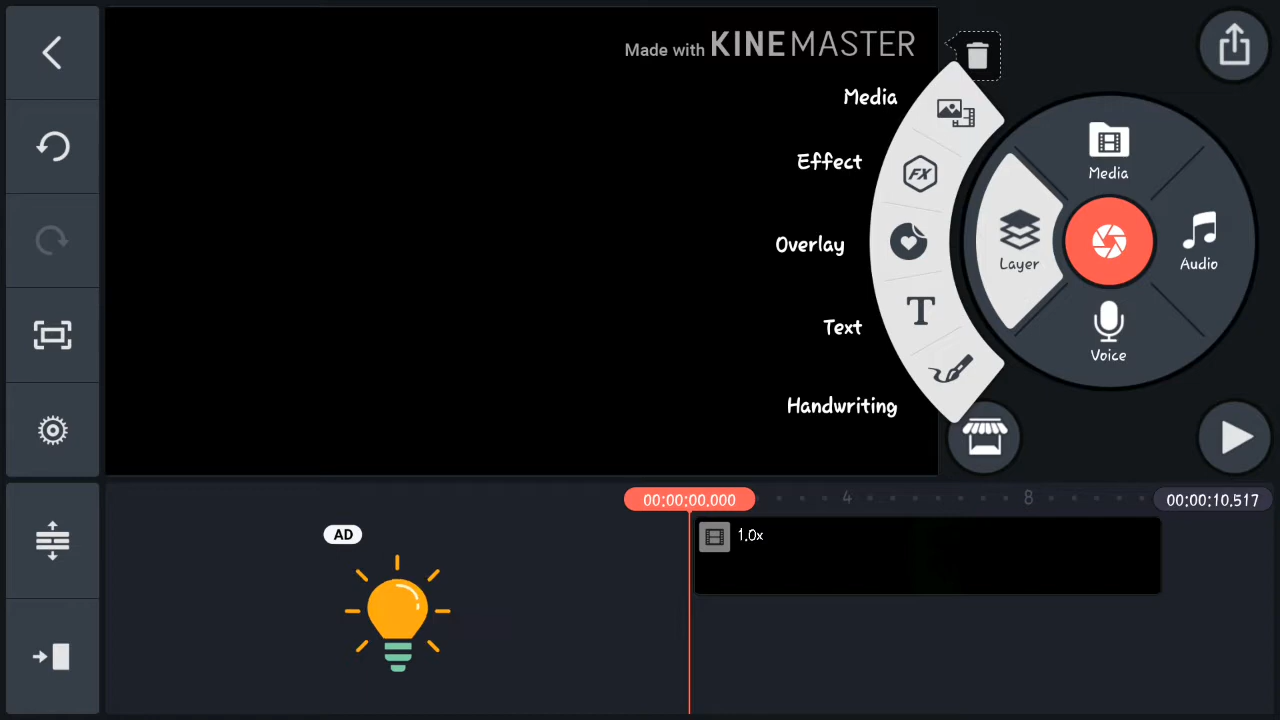 Made with KINEMASTER
Media
Effect
Overlay
Text
Handwriting
Media
Layer
Audio
Voice
00:00:00.000
4
8
00:00:10.517
AD
1.0x
FX
T